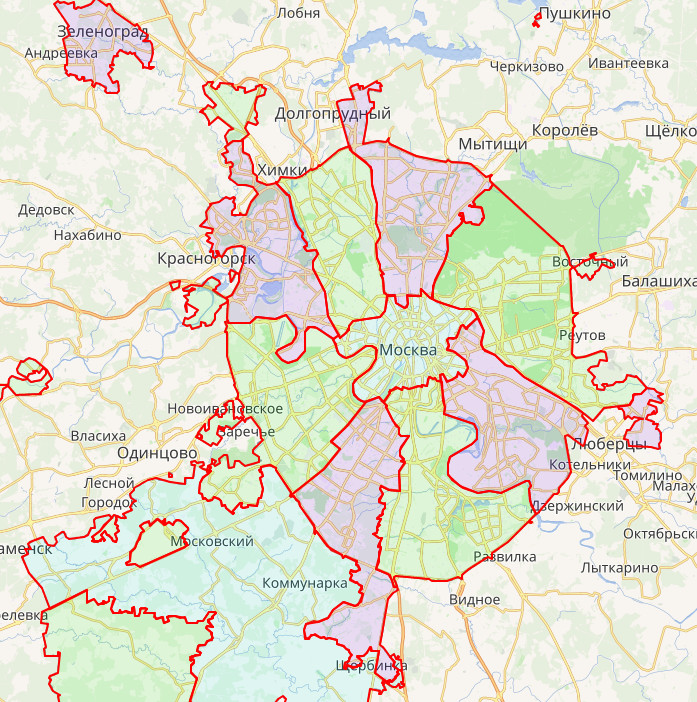 Лобня
Пушкино
Зеленоград
Андреевка
Черкизово
Ивантеевка
Долгопрудный
Королёв
Щёлко
Мытищи
Химки
Дедовск
Нахабино
Красногорск
Восточный
Балашиха
Реутов
Москва
Новоивановское
Заречье
Власиха
Одинцово
Люберцы
Котельники
Томилино
Лесной
Городок
Малах
Дзержинский
Октябрьск
Московский
аменск
Развилка
Лыткарино
Коммунарка
Видное
релевка
Щербинка